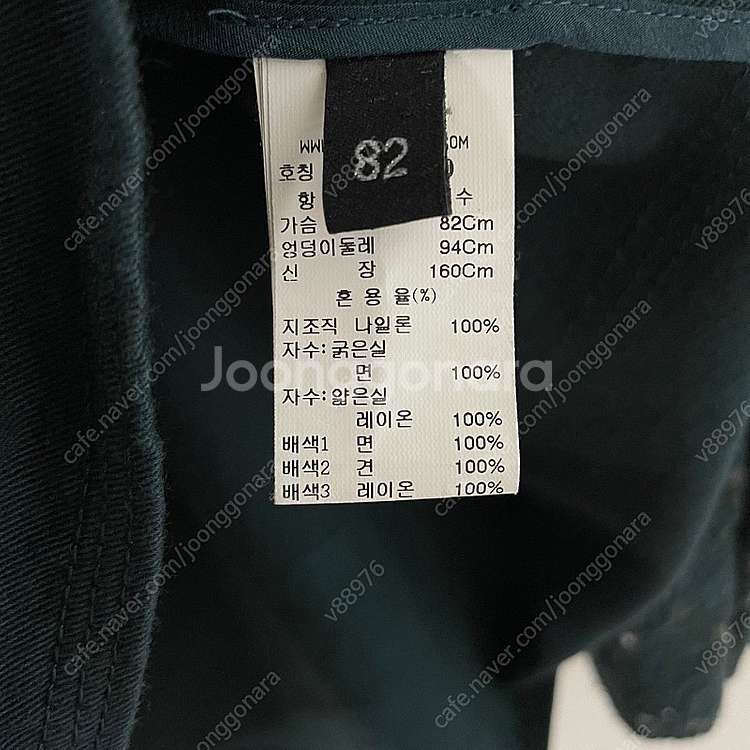 82
호칭
항 수
가슴 82Cm
엉덩이둘레 94Cm
신 장 160Cm
혼 용 율(%)
지조직 나일론 100%
자수:굵은실
면 100%
자수:얇은실
레이온 100%
배색1 면 100%
배색2 견 100%
배색3 레이온 100%
Joonggonara
cafe.naver.com/joonggonara
v88976